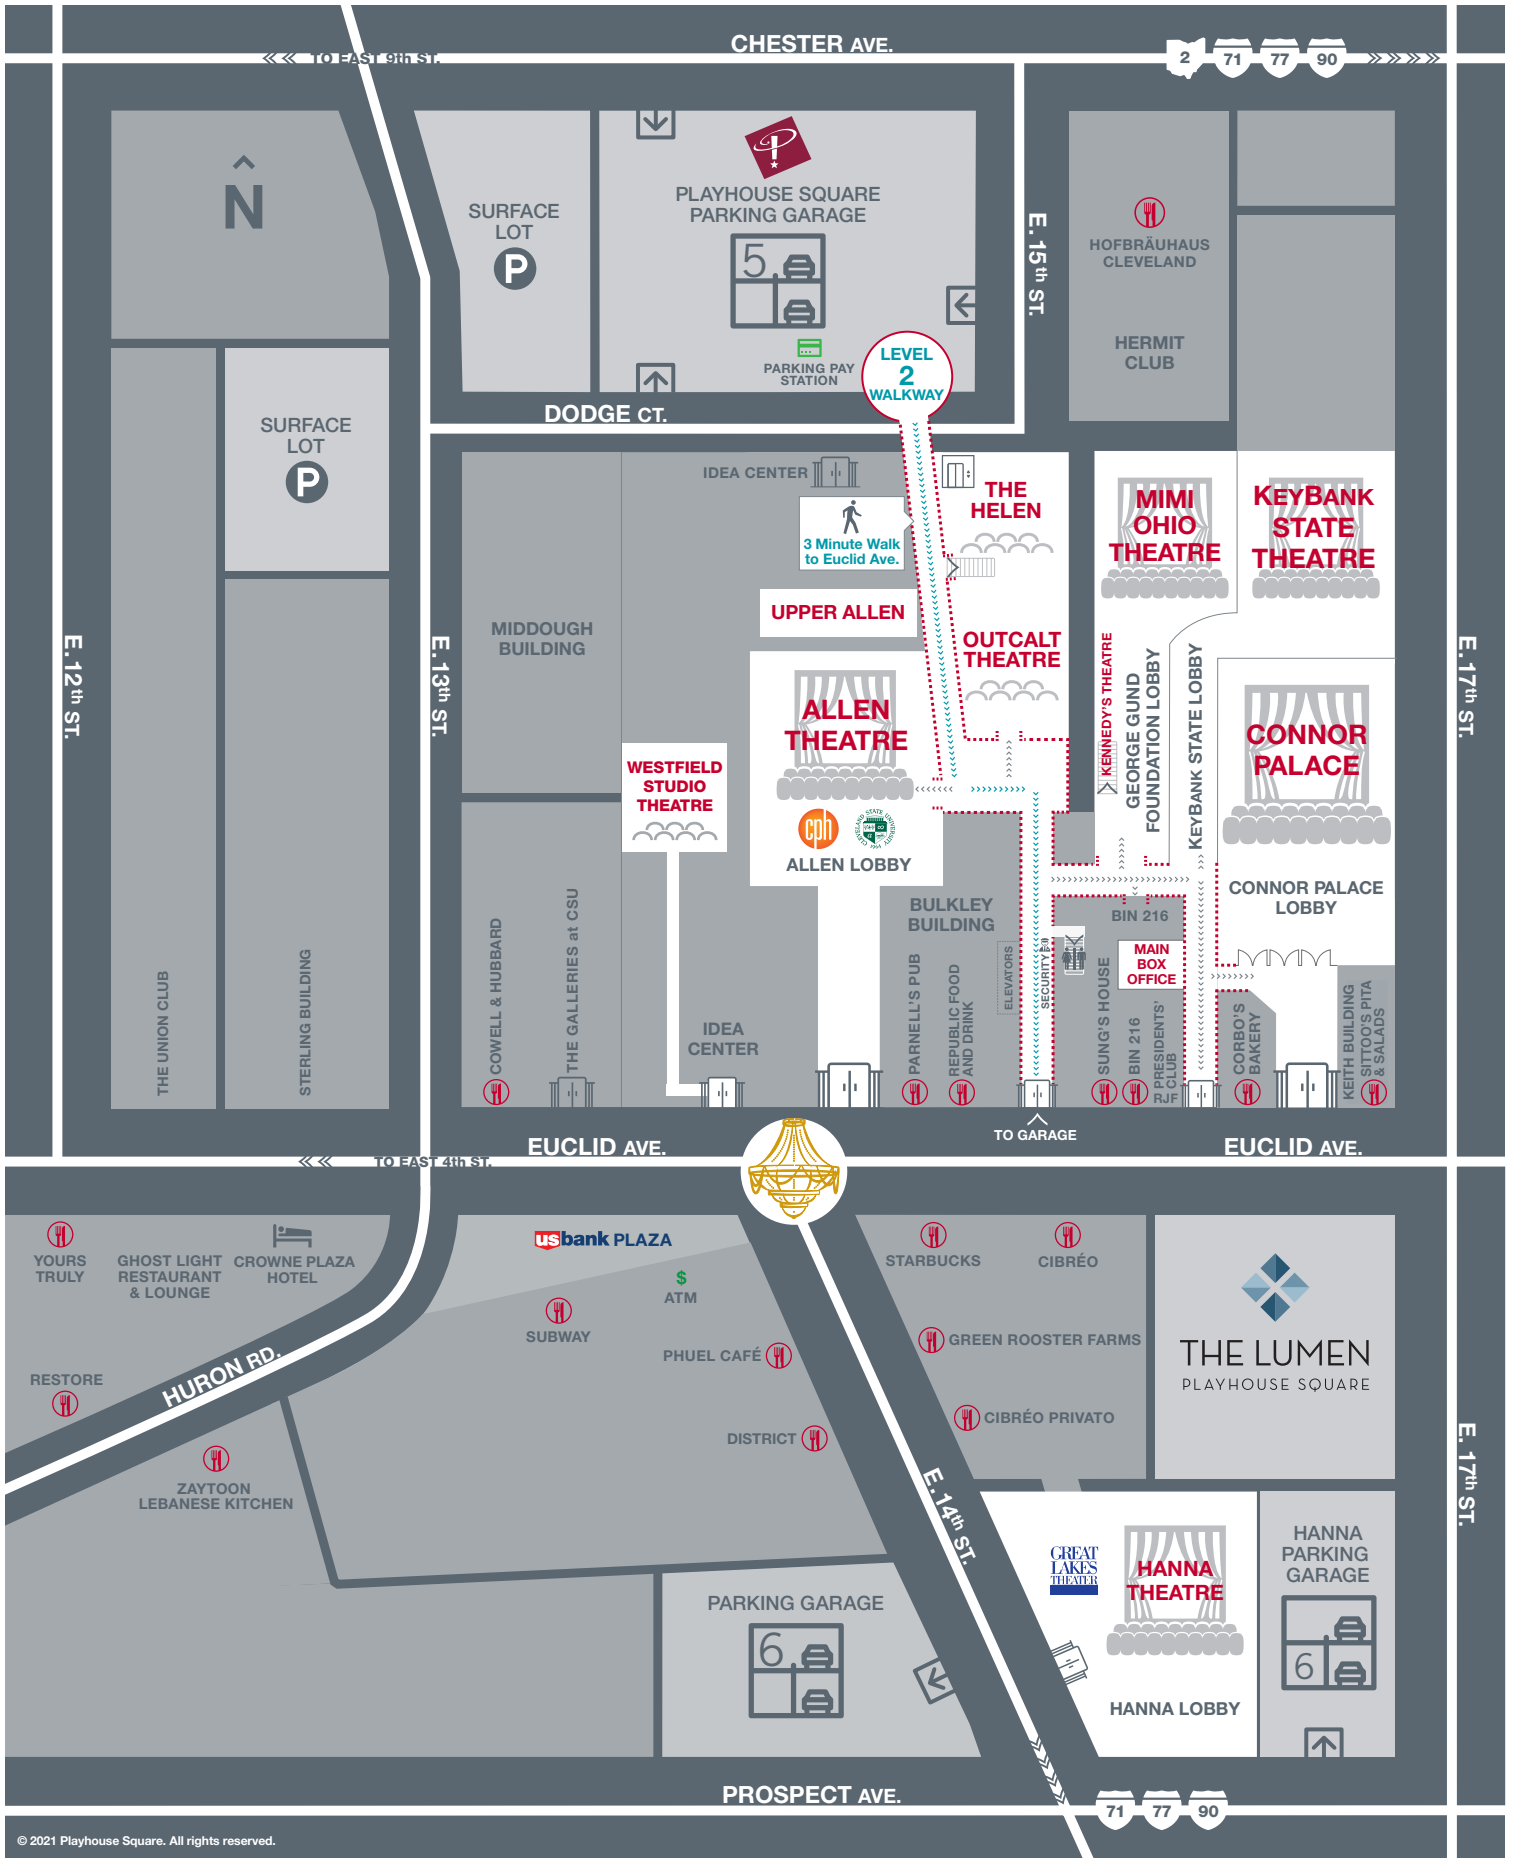 CHESTER AVE.
TO EAST 9th ST.
2
71
77
90
N
SURFACE
LOT
P
PLAYHOUSE SQUARE
PARKING GARAGE
5
PARKING PAY
STATION
LEVEL
2
WALKWAY
E. 15th ST.
HOFBRÄUHAUS
CLEVELAND
HERMIT
CLUB
DODGE CT.
SURFACE
LOT
P
IDEA CENTER
3 Minute Walk
to Euclid Ave.
THE
HELEN
MIMI
OHIO
THEATRE
KEYBANK
STATE
THEATRE
UPPER ALLEN
MIDDOUGH
BUILDING
OUTCALT
THEATRE
E. 12th ST.
E. 13th ST.
E. 17th ST.
KENNEDY'S THEATRE
GEORGE GUND
FOUNDATION LOBBY
KEYBANK STATE LOBBY
ALLEN
THEATRE
CONNOR
PALACE
WESTFIELD
STUDIO
THEATRE
cph
CLEVELAND STATE UNIVERSITY
1964
ALLEN LOBBY
CONNOR PALACE
LOBBY
BULKLEY
BUILDING
BIN 216
MAIN
BOX
OFFICE
THE UNION CLUB
STERLING BUILDING
COWELL & HUBBARD
THE GALLERIES at CSU
IDEA
CENTER
PARNELL'S PUB
REPUBLIC FOOD
AND DRINK
ELEVATORS
SECURITY
SUNG'S HOUSE
BIN 216
PRESIDENTS'
CLUB
RJF
CORBO'S
BAKERY
KEITH BUILDING
SITTOO'S PITA
& SALADS
TO GARAGE
EUCLID AVE.
EUCLID AVE.
TO EAST 4th ST.
YOURS
TRULY
GHOST LIGHT
RESTAURANT
& LOUNGE
CROWNE PLAZA
HOTEL
usbank PLAZA
$
ATM
SUBWAY
PHUEL CAFÉ
DISTRICT
STARBUCKS
CIBRÉO
GREEN ROOSTER FARMS
CIBRÉO PRIVATO
THE LUMEN
PLAYHOUSE SQUARE
RESTORE
HURON RD.
ZAYTOON
LEBANESE KITCHEN
E. 14th ST.
E. 17th ST.
PARKING GARAGE
6
GREAT
LAKES
THEATER
HANNA
THEATRE
HANNA LOBBY
HANNA
PARKING
GARAGE
6
PROSPECT AVE.
71
77
90
© 2021 Playhouse Square. All rights reserved.